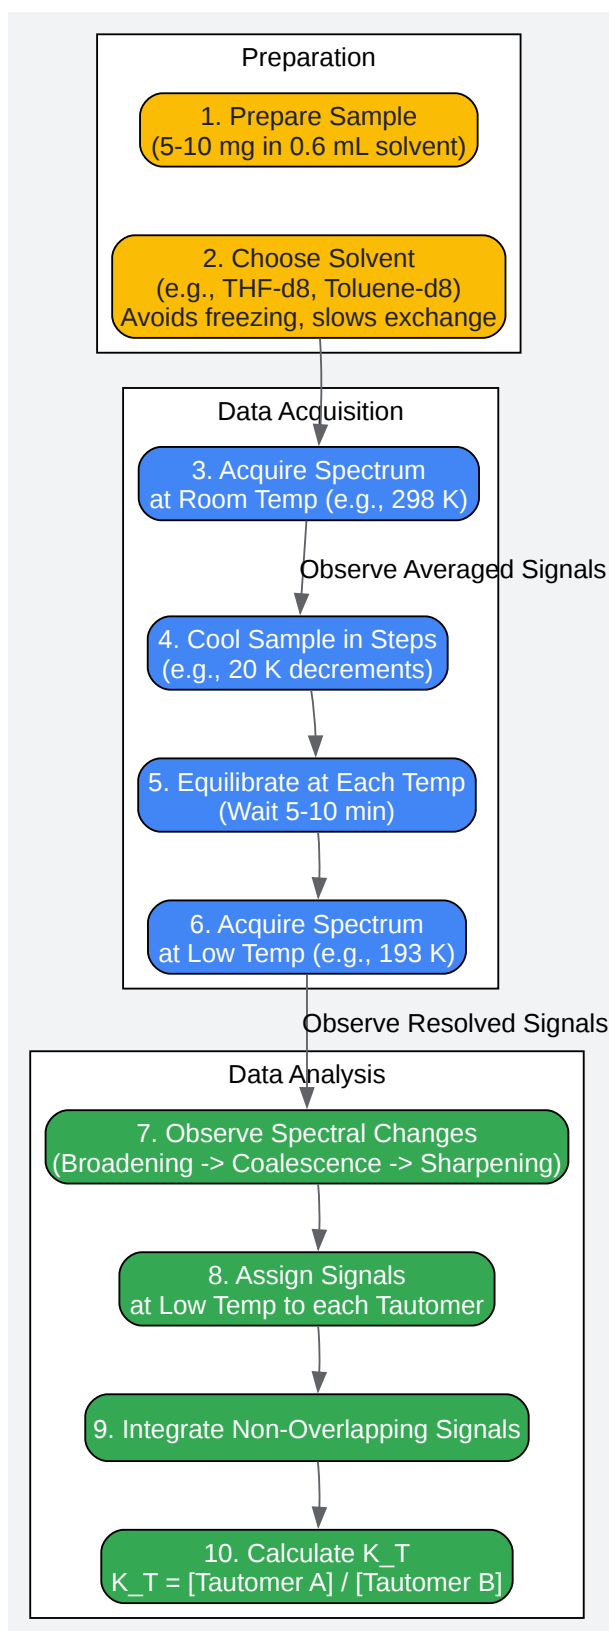 Preparation
1. Prepare Sample
(5-10 mg in 0.6 mL solvent)
2. Choose Solvent
(e.g., THF-d8, Toluene-d8)
Avoids freezing, slows exchange
Data Acquisition
3. Acquire Spectrum
at Room Temp (e.g., 298 K)
Observe Averaged Signals
4. Cool Sample in Steps
(e.g., 20 K decrements)
5. Equilibrate at Each Temp
(Wait 5-10 min)
6. Acquire Spectrum
at Low Temp (e.g., 193 K)
Observe Resolved Signals
Data Analysis
7. Observe Spectral Changes
(Broadening -> Coalescence -> Sharpening)
8. Assign Signals
at Low Temp to each Tautomer
9. Integrate Non-Overlapping Signals
10. Calculate K_T
K_T = [Tautomer A] / [Tautomer B]